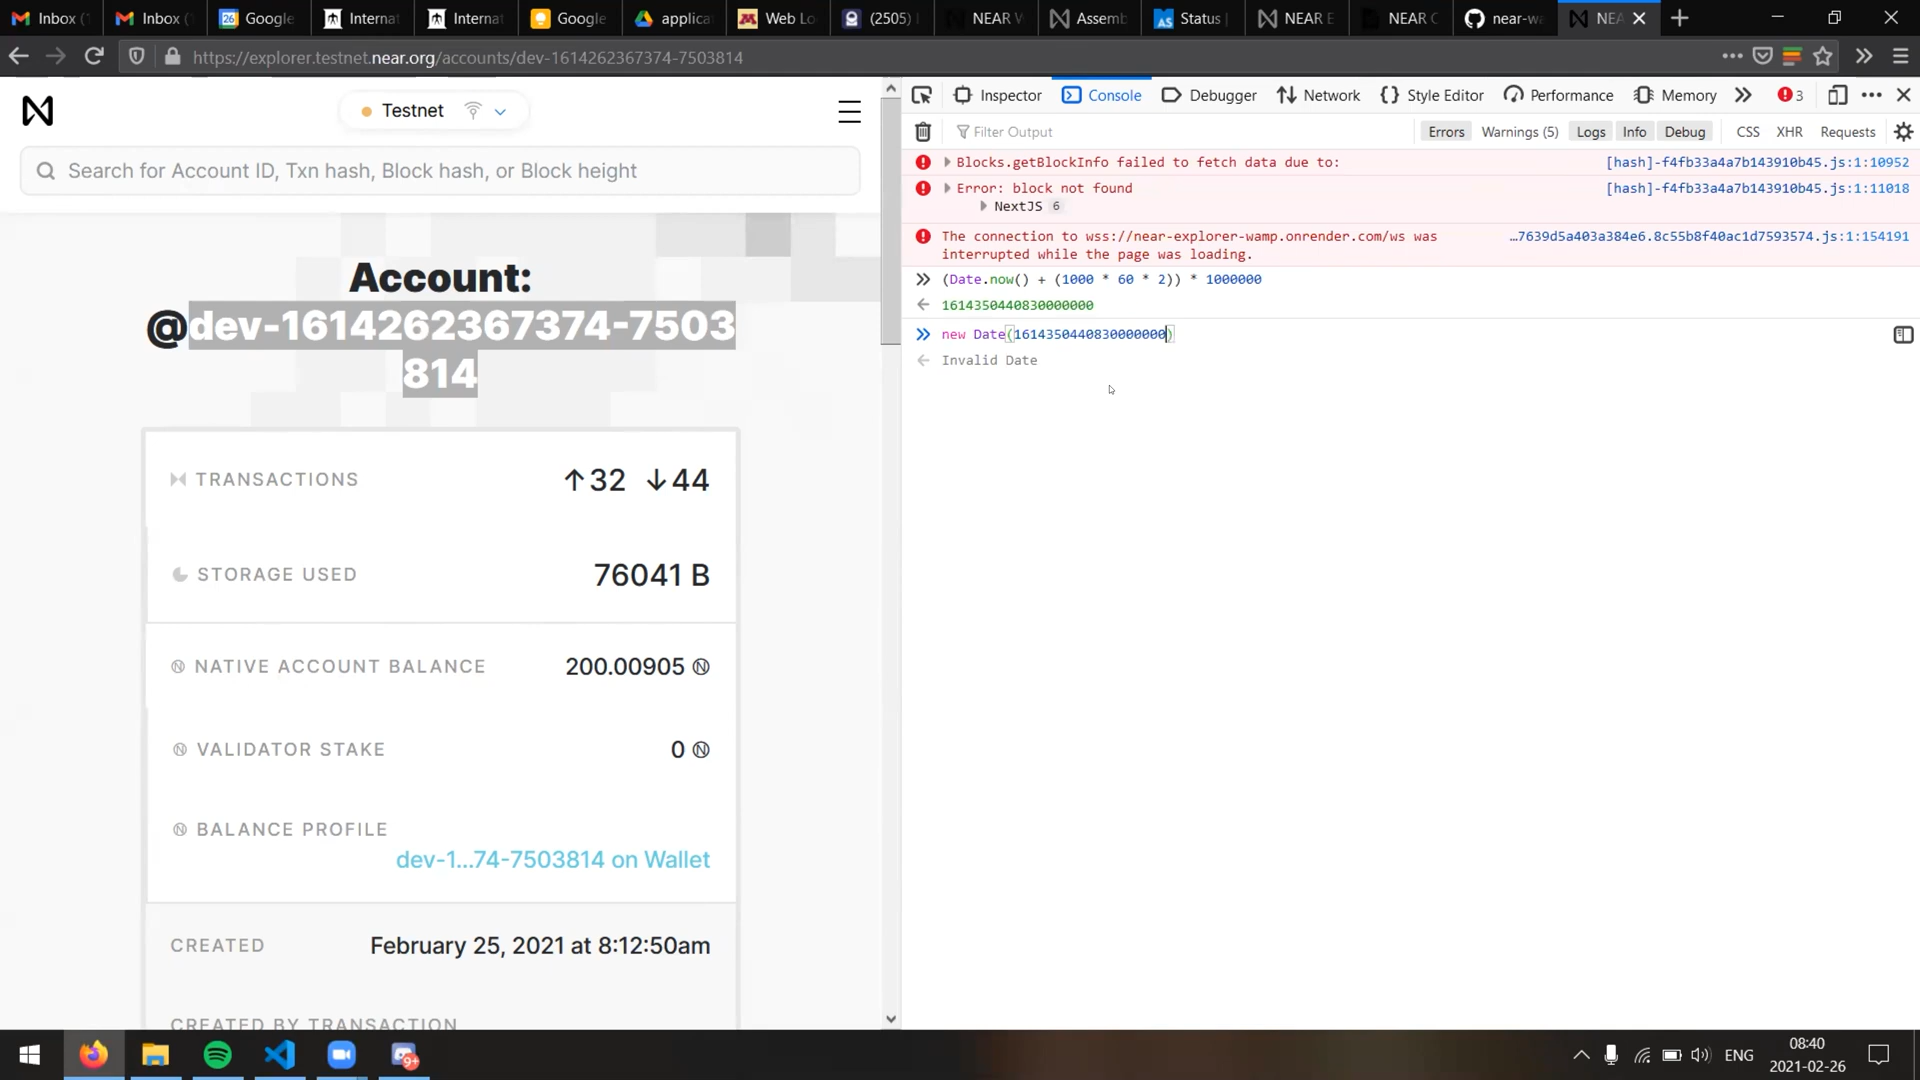 Inbox (1
Inbox (
26
Google
Internat
Internat
Google
applica
Web Lo
(2505)
NEAR W
Assemb
AS
Status |
NEAR E
NEAR C
near-wa
NEA
https://explorer.testnet.near.org/accounts/dev-1614262367374-7503814
Testnet
Search for Account ID, Txn hash, Block hash, or Block height
Account:
@dev-1614262367374-7503
814
TRANSACTIONS
↑32 ↓44
STORAGE USED
76041 B
NATIVE ACCOUNT BALANCE
200.00905 Ⓝ
VALIDATOR STAKE
0 Ⓝ
BALANCE PROFILE
dev-1...74-7503814 on Wallet
CREATED
February 25, 2021 at 8:12:50am
CREATED BY TRANSACTION
Inspector
Console
Debugger
Network
Style Editor
Performance
Memory
3
Filter Output
Errors
Warnings (5)
Logs
Info
Debug
CSS
XHR
Requests
Blocks.getBlockInfo failed to fetch data due to:
[hash]-f4fb33a4a7b143910b45.js:1:10952
Error: block not found
[hash]-f4fb33a4a7b143910b45.js:1:11018
NextJS 6
The connection to wss://near-explorer-wamp.onrender.com/ws was
…7639d5a403a384e6.8c55b8f40ac1d7593574.js:1:154191
interrupted while the page was loading.
(Date.now() + (1000 * 60 * 2)) * 1000000
1614350440830000000
new Date(1614350440830000000)
Invalid Date
9+
ENG
08:40
2021-02-26